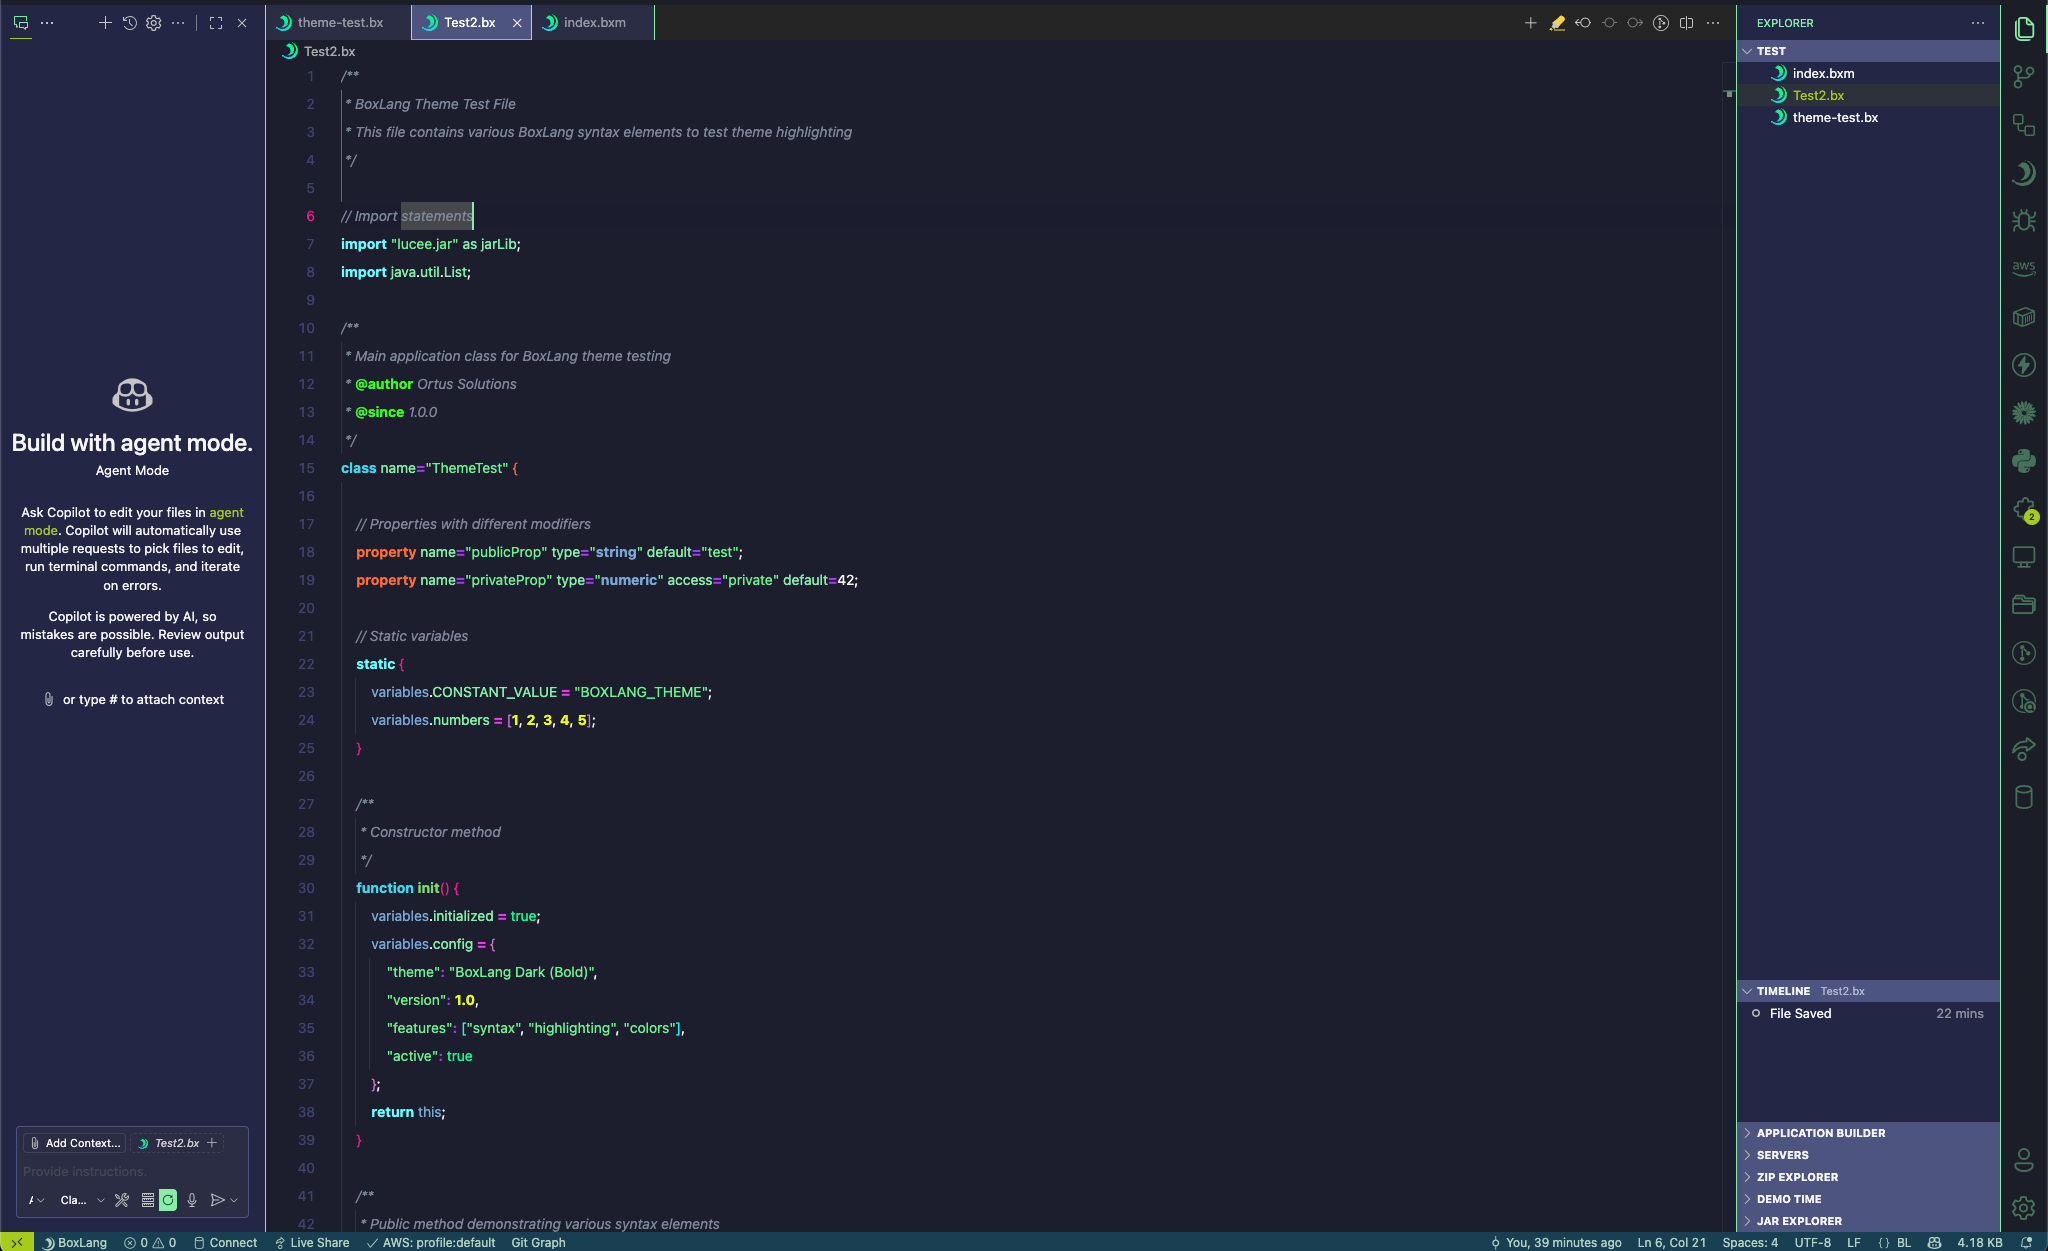 theme-test.bx
Test2.bx
index.bxm
Test2.bx
1 /**
2 * BoxLang Theme Test File
3 * This file contains various BoxLang syntax elements to test theme highlighting
4 */
5
6 // Import statements
7 import "lucee.jar" as jarLib;
8 import java.util.List;
9
10 /**
11 * Main application class for BoxLang theme testing
12 * @author Ortus Solutions
13 * @since 1.0.0
14 */
15 class name="ThemeTest" {
16
17 // Properties with different modifiers
18 property name="publicProp" type="string" default="test";
19 property name="privateProp" type="numeric" access="private" default=42;
20
21 // Static variables
22 static {
23 variables.CONSTANT_VALUE = "BOXLANG_THEME";
24 variables.numbers = [1, 2, 3, 4, 5];
25 }
26
27 /**
28 * Constructor method
29 */
30 function init() {
31 variables.initialized = true;
32 variables.config = {
33 "theme": "BoxLang Dark (Bold)",
34 "version": 1.0,
35 "features": ["syntax", "highlighting", "colors"],
36 "active": true
37 };
38 return this;
39 }
40
41 /**
42 * Public method demonstrating various syntax elements
Build with agent mode.
Agent Mode
Ask Copilot to edit your files in agent
mode. Copilot will automatically use
multiple requests to pick files to edit,
run terminal commands, and iterate
on errors.
Copilot is powered by AI, so
mistakes are possible. Review output
carefully before use.
or type # to attach context
Add Context... Test2.bx
Provide instructions.
Cla...
EXPLORER
TEST
index.bxm
Test2.bx
theme-test.bx
TIMELINE Test2.bx
File Saved 22 mins
APPLICATION BUILDER
SERVERS
ZIP EXPLORER
DEMO TIME
JAR EXPLORER
aws
2
BoxLang 0 0 Connect Live Share AWS: profile:default Git Graph
You, 39 minutes ago Ln 6, Col 21 Spaces: 4 UTF-8 LF {} BL 4.18 KB